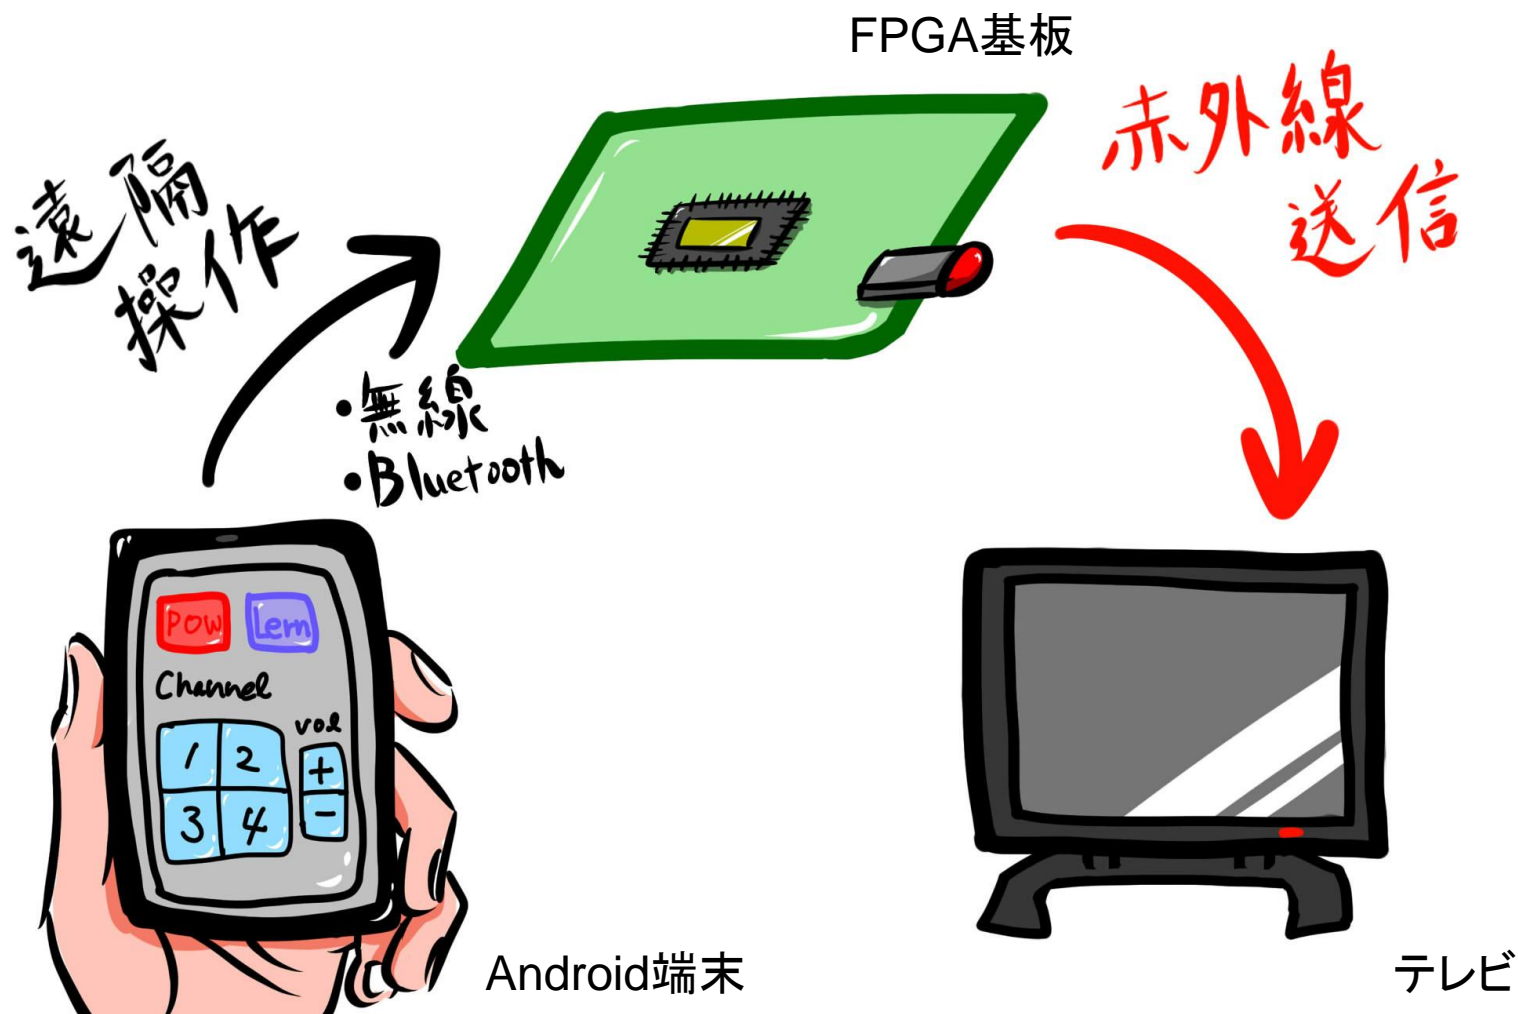 FPGA基板
赤外線
送信
遠隔
操作
・無線
・Bluetooth
POW
Lern
Channel
vol
1 2
+
3 4
-
Android端末
テレビ